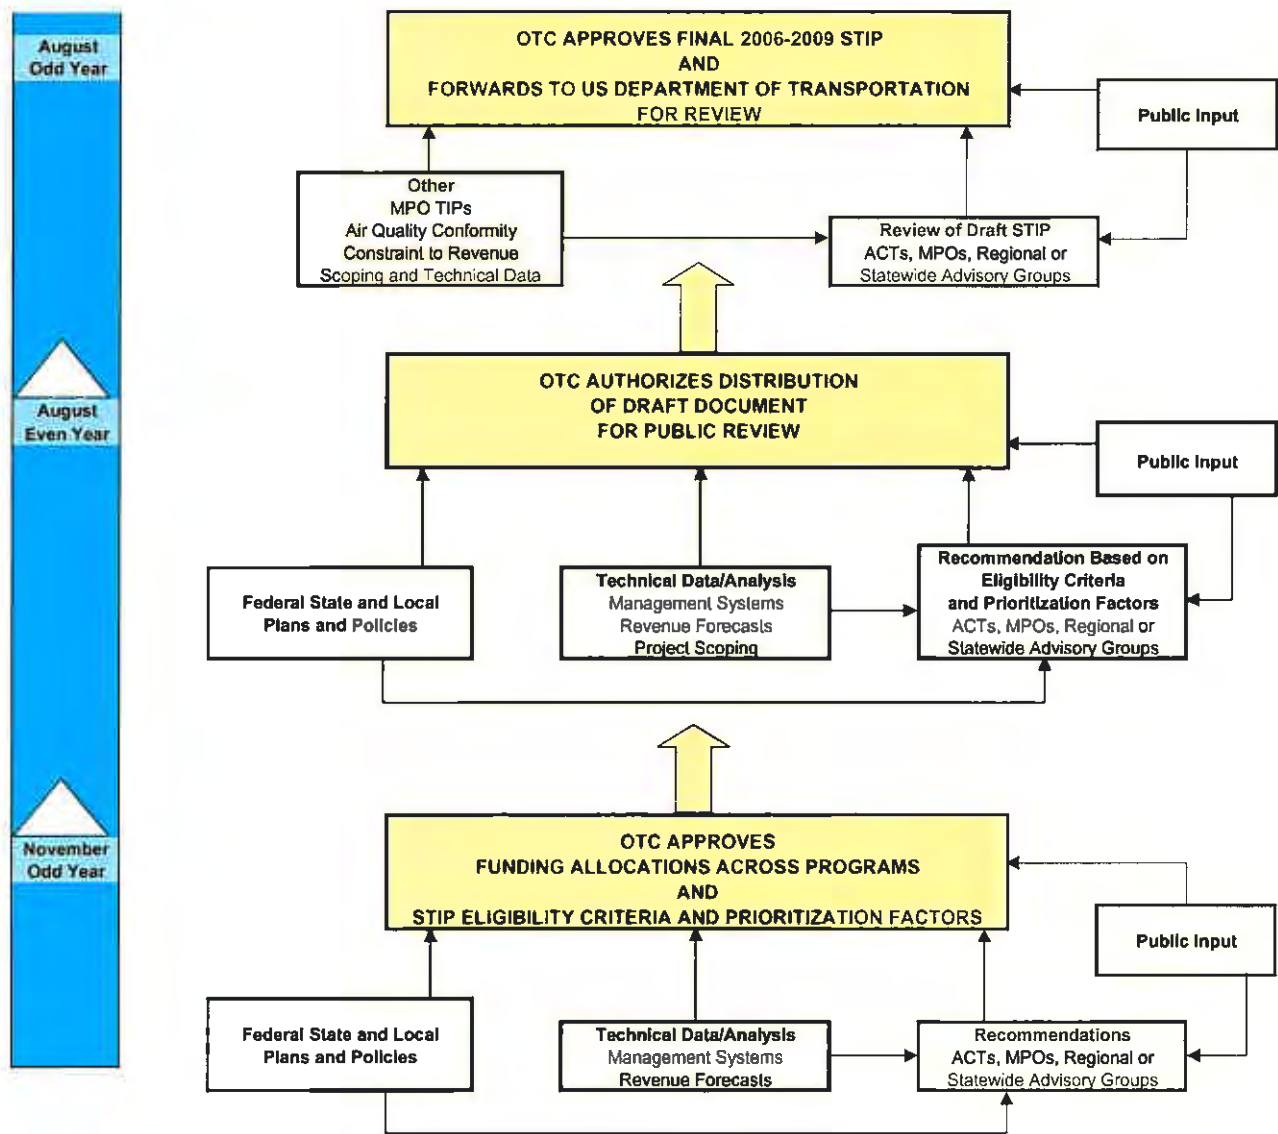 August
Odd Year
OTC APPROVES FINAL 2006-2009 STIP
AND
FORWARDS TO US DEPARTMENT OF TRANSPORTATION
FOR REVIEW
Public Input
Other
MPO TIPs
Air Quality Conformity
Constraint to Revenue
Scoping and Technical Data
Review of Draft STIP
ACTs, MPOs, Regional or
Statewide Advisory Groups
August
Even Year
OTC AUTHORIZES DISTRIBUTION
OF DRAFT DOCUMENT
FOR PUBLIC REVIEW
Public Input
Federal State and Local
Plans and Policies
Technical Data/Analysis
Management Systems
Revenue Forecasts
Project Scoping
Recommendation Based on
Eligibility Criteria
and Prioritization Factors
ACTs, MPOs, Regional or
Statewide Advisory Groups
November
Odd Year
OTC APPROVES
FUNDING ALLOCATIONS ACROSS PROGRAMS
AND
STIP ELIGIBILITY CRITERIA AND PRIORITIZATION FACTORS
Public Input
Federal State and Local
Plans and Policies
Technical Data/Analysis
Management Systems
Revenue Forecasts
Recommendations
ACTs, MPOs, Regional or
Statewide Advisory Groups